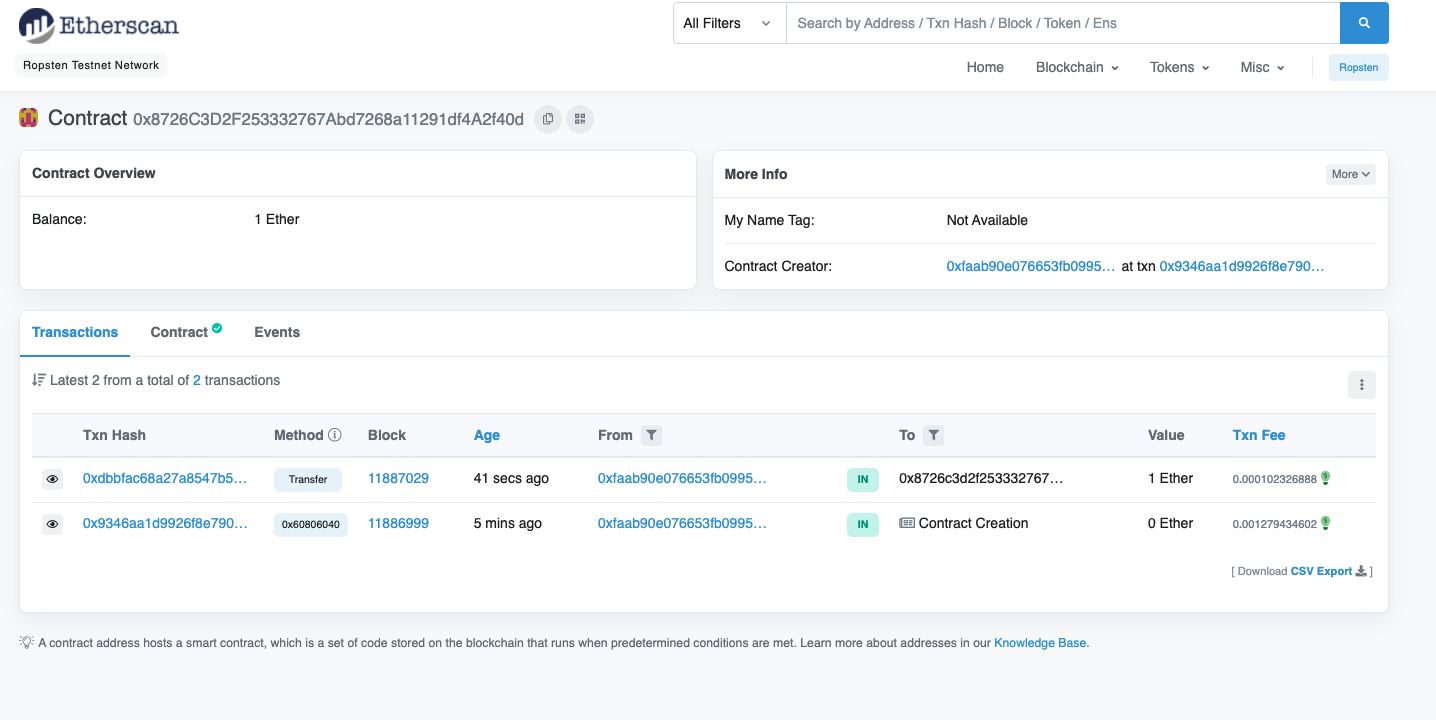 Etherscan
All Filters
Search by Address / Txn Hash / Block / Token / Ens
Ropsten Testnet Network
Home Blockchain Tokens Misc Ropsten
Contract 0x8726C3D2F253332767Abd7268a11291df4A2f40d
Contract Overview
Balance: 1 Ether
More Info More
My Name Tag: Not Available
Contract Creator: 0xfaab90e076653fb0995… at txn 0x9346aa1d9926f8e790…
Transactions Contract Events
Latest 2 from a total of 2 transactions
Txn Hash Method Block Age From To Value Txn Fee
0xdbbfac68a27a8547b5… Transfer 11887029 41 secs ago 0xfaab90e076653fb0995… IN 0x8726c3d2f253332767… 1 Ether 0.000102326888
0x9346aa1d9926f8e790… 0x60806040 11886999 5 mins ago 0xfaab90e076653fb0995… IN Contract Creation 0 Ether 0.001279434602
[ Download CSV Export ]
A contract address hosts a smart contract, which is a set of code stored on the blockchain that runs when predetermined conditions are met. Learn more about addresses in our Knowledge Base.